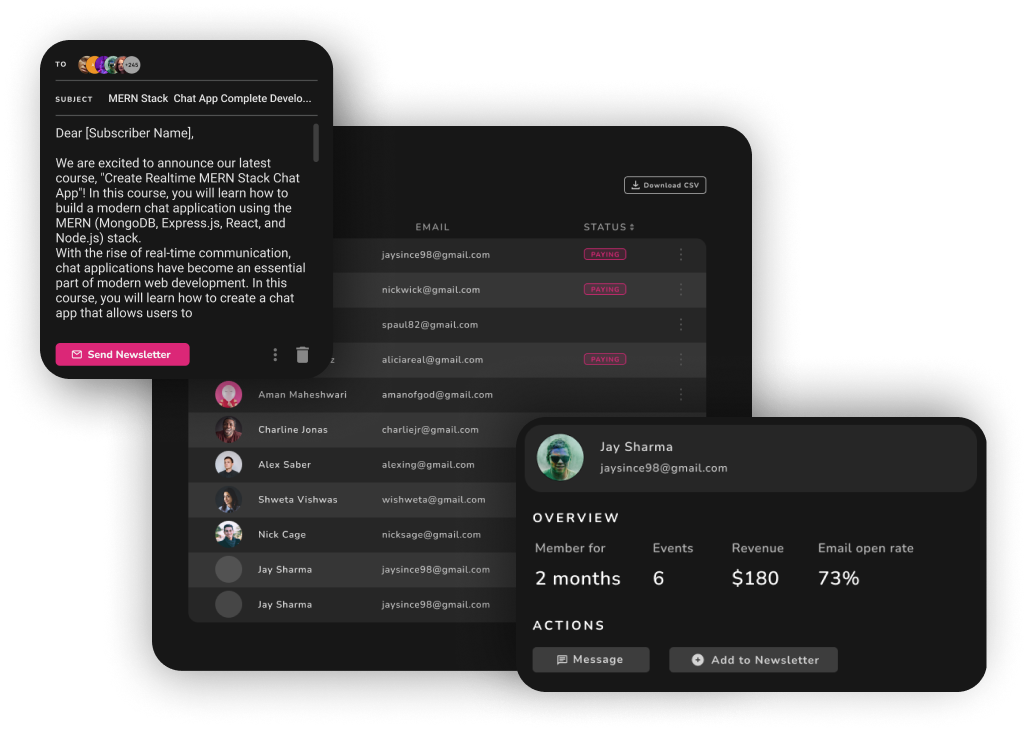 TO +245
SUBJECT MERN Stack Chat App Complete Develo...
Dear [Subscriber Name],
We are excited to announce our latest
course, "Create Realtime MERN Stack Chat
App"! In this course, you will learn how to
build a modern chat application using the
MERN (MongoDB, Express.js, React, and
Node.js) stack.
With the rise of real-time communication,
chat applications have become an essential
part of modern web development. In this
course, you will learn how to create a chat
app that allows users to
Send Newsletter
Download CSV
EMAIL STATUS
jaysince98@gmail.com PAYING
nickwick@gmail.com PAYING
spaul82@gmail.com
z aliciareal@gmail.com PAYING
Aman Maheshwari amanofgod@gmail.com
Charline Jonas charliejr@gmail.com
Alex Saber alexing@gmail.com
Shweta Vishwas wishweta@gmail.com
Nick Cage nicksage@gmail.com
Jay Sharma jaysince98@gmail.com
Jay Sharma jaysince98@gmail.com
Jay Sharma
jaysince98@gmail.com
OVERVIEW
Member for Events Revenue Email open rate
2 months 6 $180 73%
ACTIONS
Message Add to Newsletter